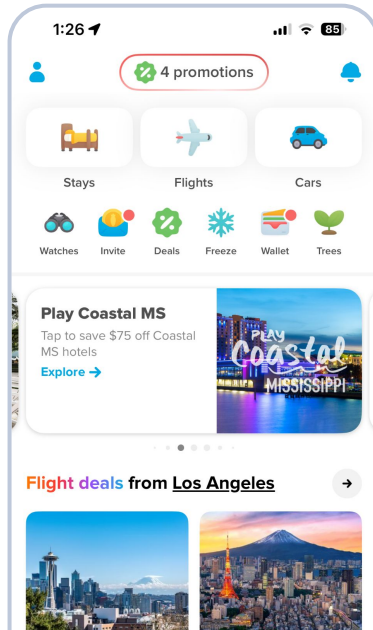 1:26
85
4 promotions
Stays
Flights
Cars
Watches
Invite
Deals
Freeze
Wallet
Trees
Play Coastal MS
Tap to save $75 off Coastal
MS hotels
Explore →
PLAY
Coastal
MISSISSIPPI
Flight deals from Los Angeles